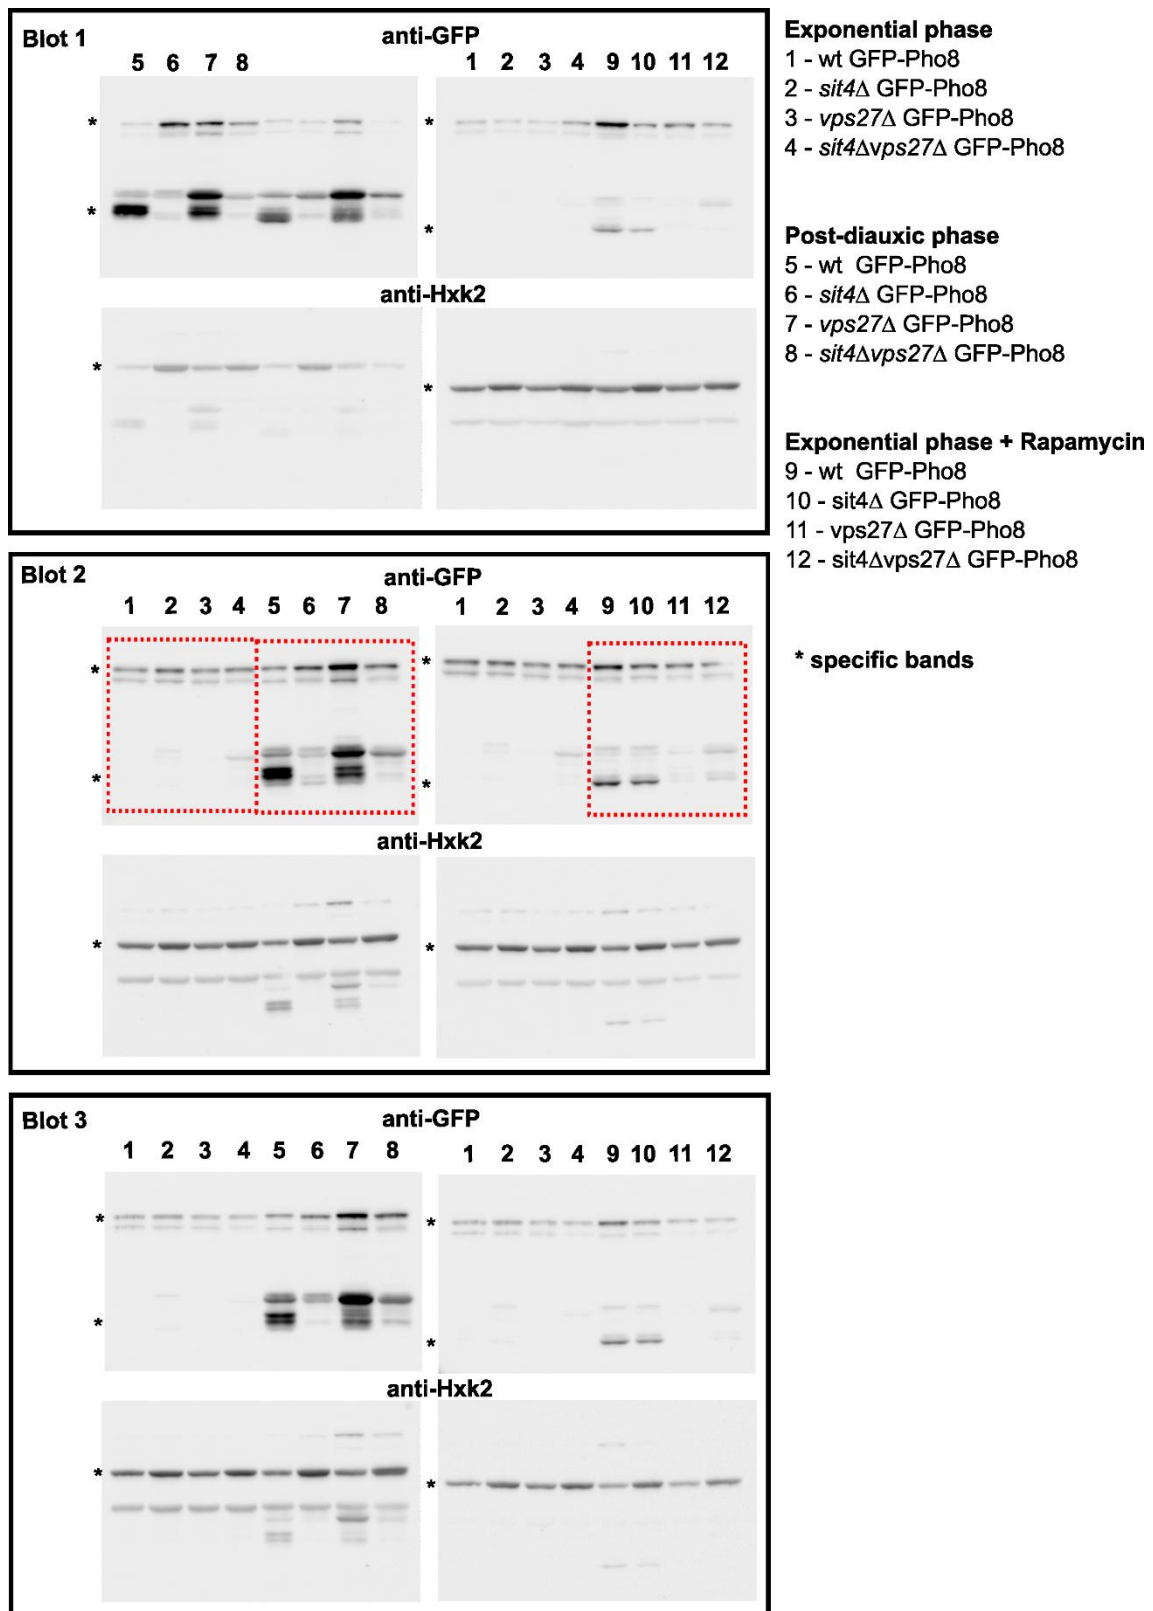 Blot 1
anti-GFP
5 6 7 8
1 2 3 4 9 10 11 12
*
*
*
*
anti-Hxk2
*
*
Blot 2
anti-GFP
1 2 3 4 5 6 7 8
1 2 3 4 9 10 11 12
*
*
*
*
anti-Hxk2
*
*
Blot 3
anti-GFP
1 2 3 4 5 6 7 8
1 2 3 4 9 10 11 12
*
*
*
*
anti-Hxk2
*
*
Exponential phase
1 - wt GFP-Pho8
2 - sit4Δ GFP-Pho8
3 - vps27Δ GFP-Pho8
4 - sit4Δvps27Δ GFP-Pho8
Post-diauxic phase
5 - wt GFP-Pho8
6 - sit4Δ GFP-Pho8
7 - vps27Δ GFP-Pho8
8 - sit4Δvps27Δ GFP-Pho8
Exponential phase + Rapamycin
9 - wt GFP-Pho8
10 - sit4Δ GFP-Pho8
11 - vps27Δ GFP-Pho8
12 - sit4Δvps27Δ GFP-Pho8
* specific bands